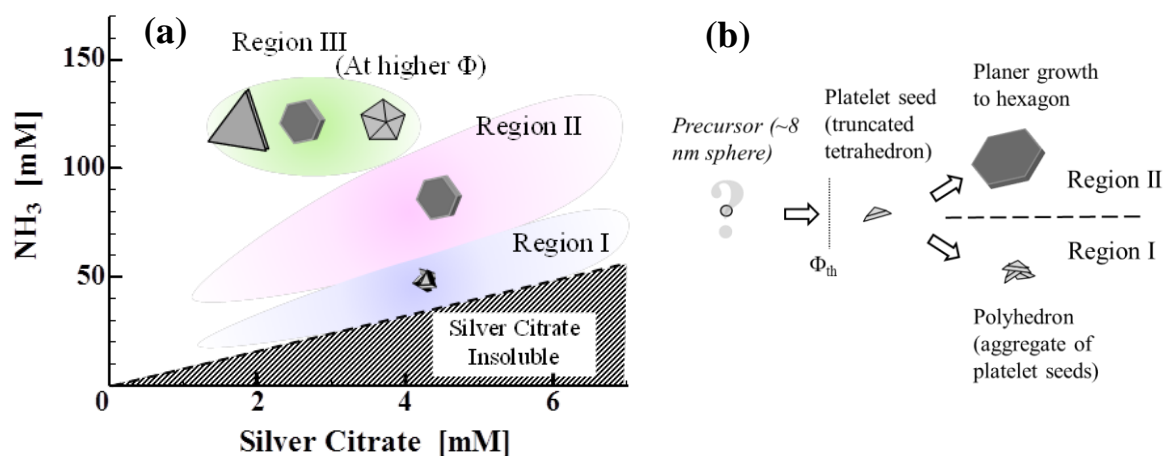 (a)
Region III
(At higher Φ)
Region II
Region I
Silver Citrate
Insoluble
150
100
50
0
0
2
4
6
NH3 [mM]
Silver Citrate [mM]
(b)
Precursor (~8
nm sphere)
?
Φth
Platelet seed
(truncated
tetrahedron)
Planer growth
to hexagon
Region II
Region I
Polyhedron
(aggregate of
platelet seeds)